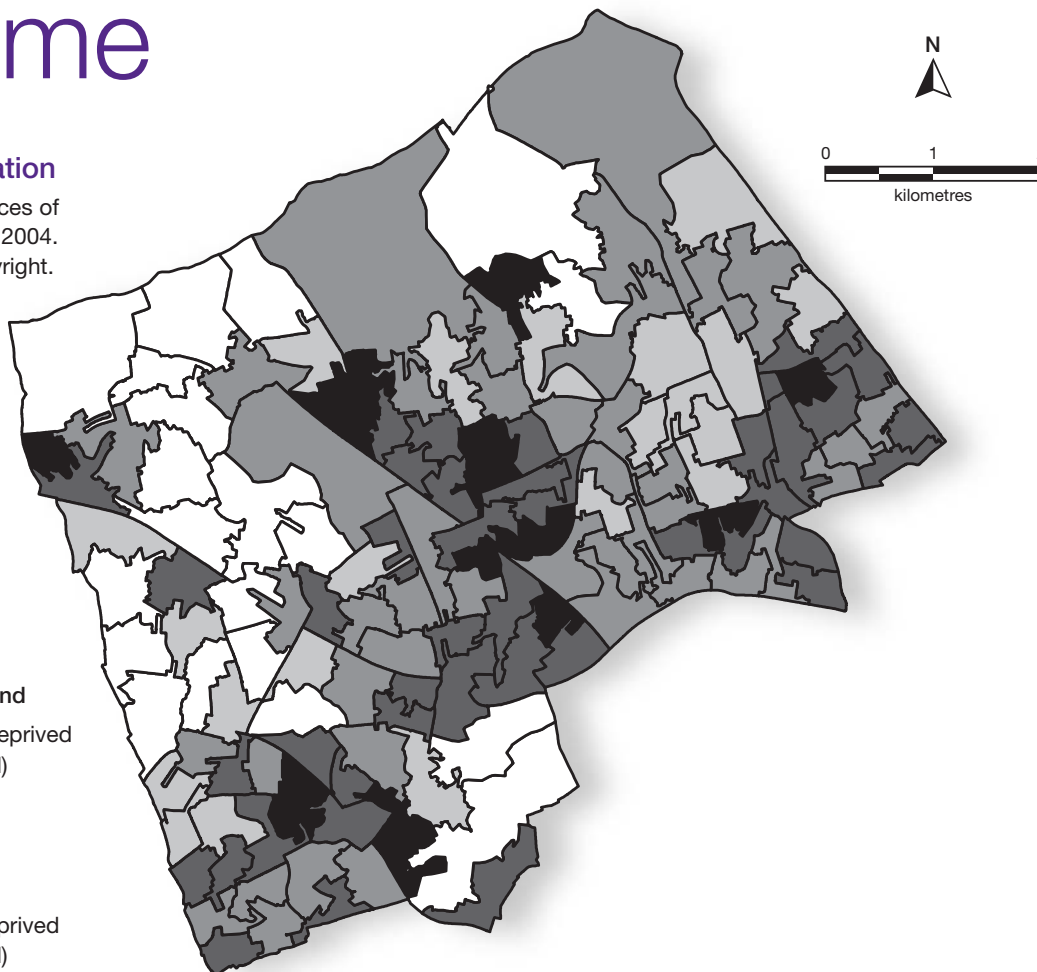 me
ation
ces of
2004.
yright.
N
0 1
kilometres
nd
eprived
l)
prived
l)